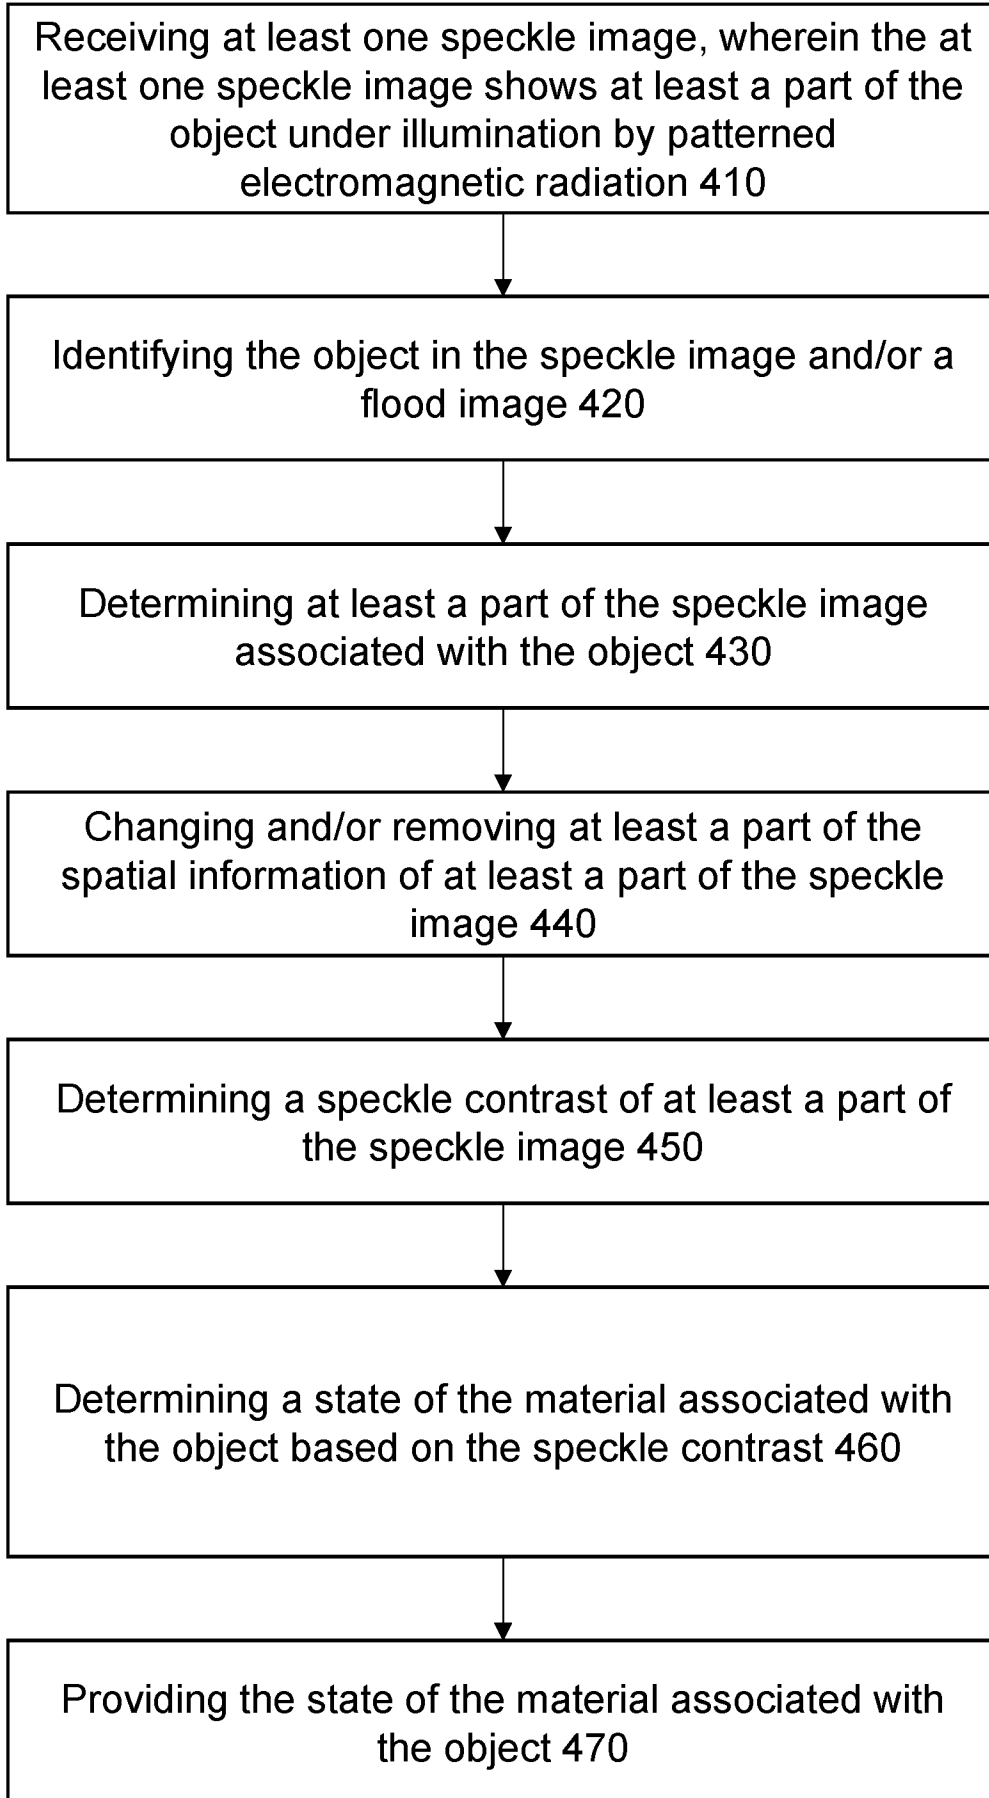 Receiving at least one speckle image, wherein the at
least one speckle image shows at least a part of the
object under illumination by patterned
electromagnetic radiation 410
Identifying the object in the speckle image and/or a
flood image 420
Determining at least a part of the speckle image
associated with the object 430
Changing and/or removing at least a part of the
spatial information of at least a part of the speckle
image 440
Determining a speckle contrast of at least a part of
the speckle image 450
Determining a state of the material associated with
the object based on the speckle contrast 460
Providing the state of the material associated with
the object 470